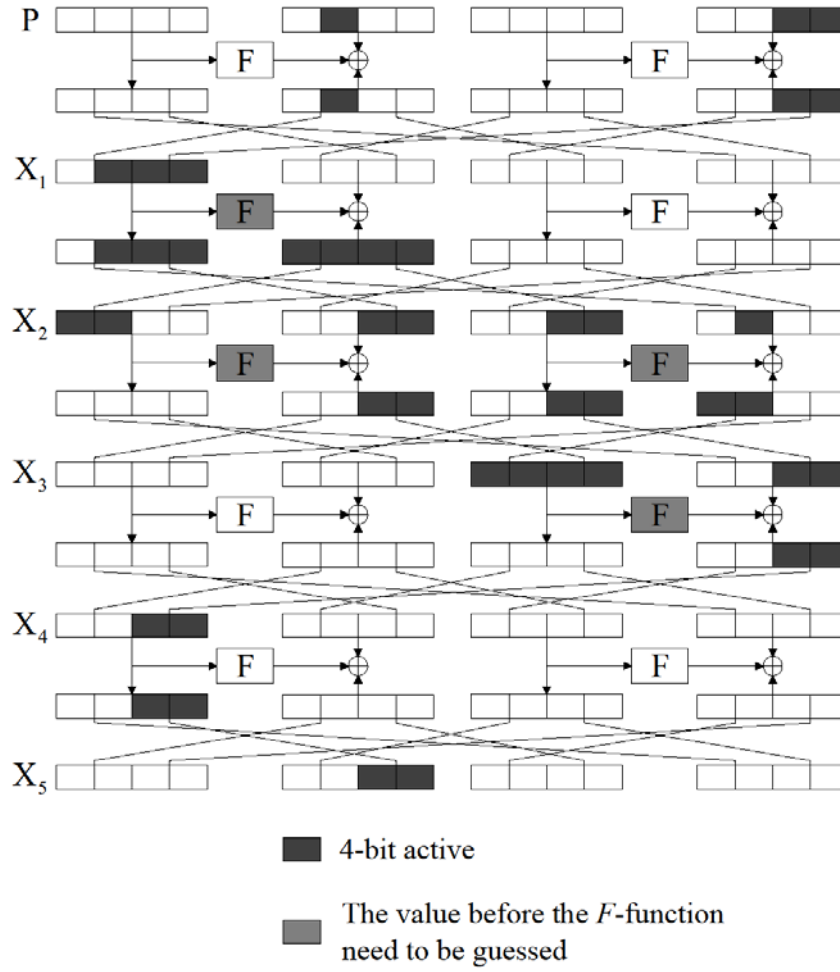 P
F
F
X1
F
F
X2
F
F
X3
F
F
X4
F
F
X5
4-bit active
The value before the F-function
need to be guessed